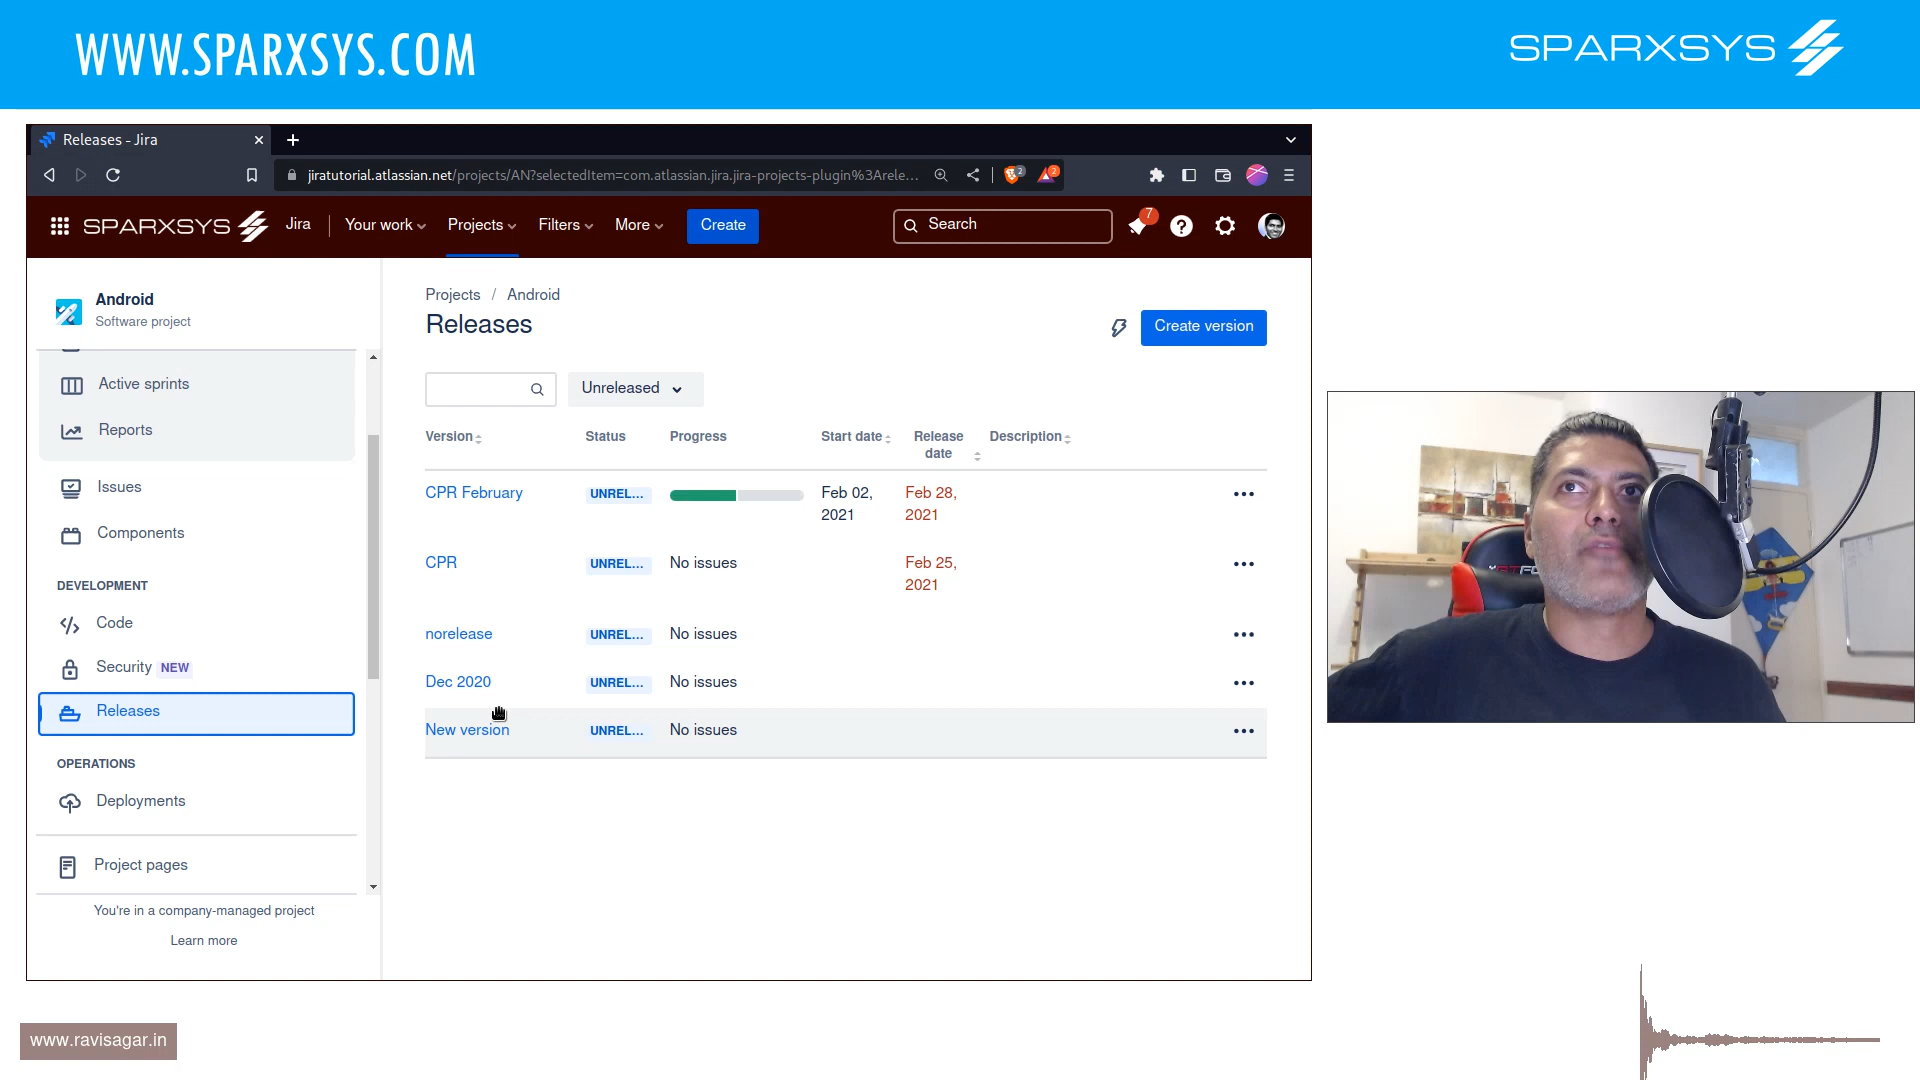 WWW.SPARXSYS.COM
SPARXSYS
Releases - Jira
jiratutorial.atlassian.net/projects/AN?selectedItem=com.atlassian.jira.jira-projects-plugin%3Arele...
2
2
SPARXSYS
Jira
Your work
Projects
Filters
More
Create
Search
7
Android
Software project
Active sprints
Reports
Issues
Components
DEVELOPMENT
Code
Security NEW
Releases
OPERATIONS
Deployments
Project pages
You're in a company-managed project
Learn more
Projects / Android
Releases
Create version
Unreleased
Version Status Progress Start date Release date Description
CPR February UNREL... Feb 02, 2021 Feb 28, 2021
CPR UNREL... No issues Feb 25, 2021
norelease UNREL... No issues
Dec 2020 UNREL... No issues
New version UNREL... No issues
www.ravisagar.in